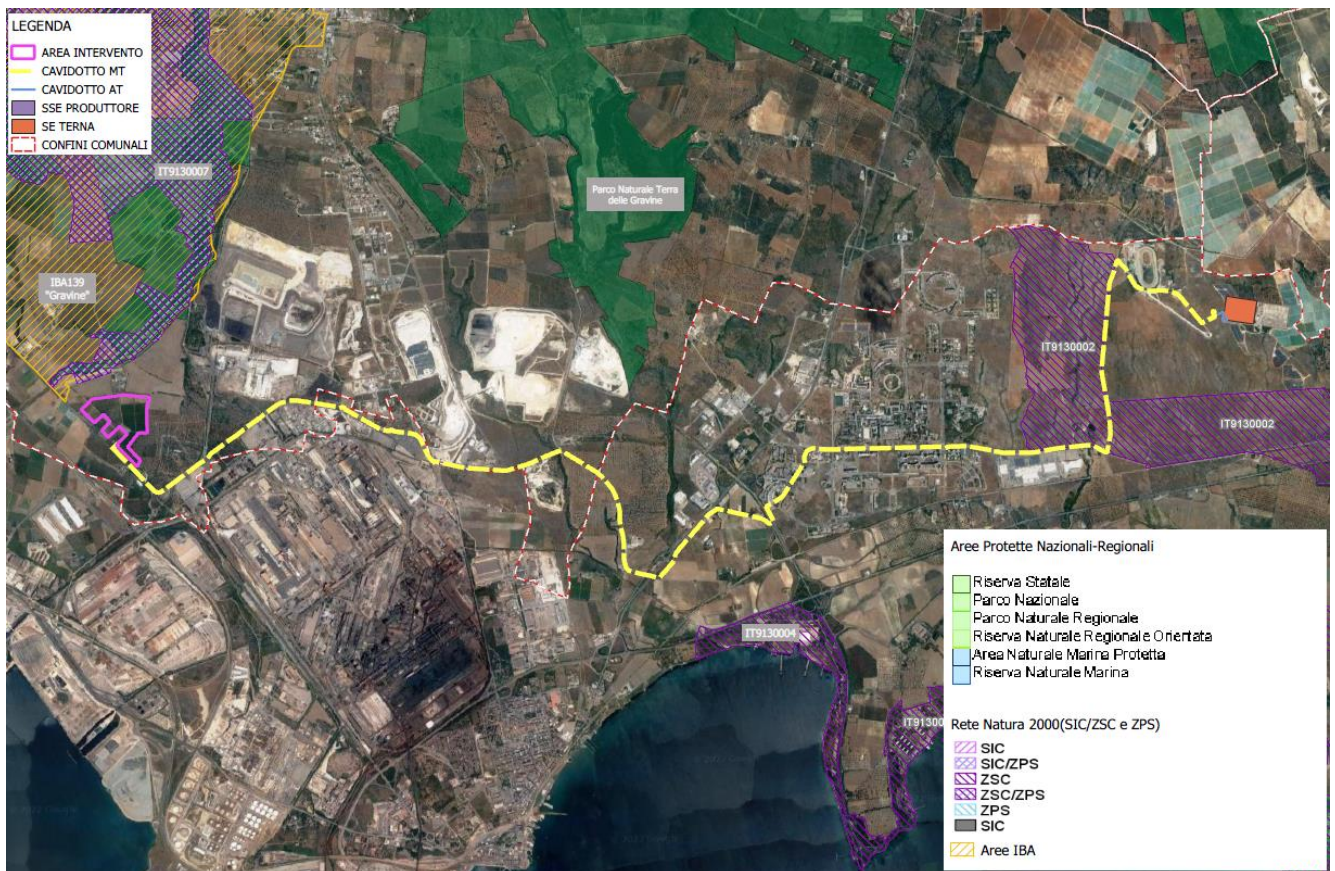 LEGENDA
AREA INTERVENTO
CAVIDOTTO MT
CAVIDOTTO AT
SSE PRODUTTORE
SE TERNA
CONFINI COMUNALI
IT9130007
Parco Naturale Terra
delle Gravine
IBA139
"Gravine"
IT9130002
IT9130002
IT9130004
Aree Protette Nazionali-Regionali
Riserva Statale
Parco Nazionale
Parco Naturale Regionale
Riserva Naturale Regionale Orientata
Area Naturale Marina Protetta
Riserva Naturale Marina
Rete Natura 2000(SIC/ZSC e ZPS)
SIC
SIC/ZPS
ZSC
ZSC/ZPS
ZPS
SIC
Aree IBA